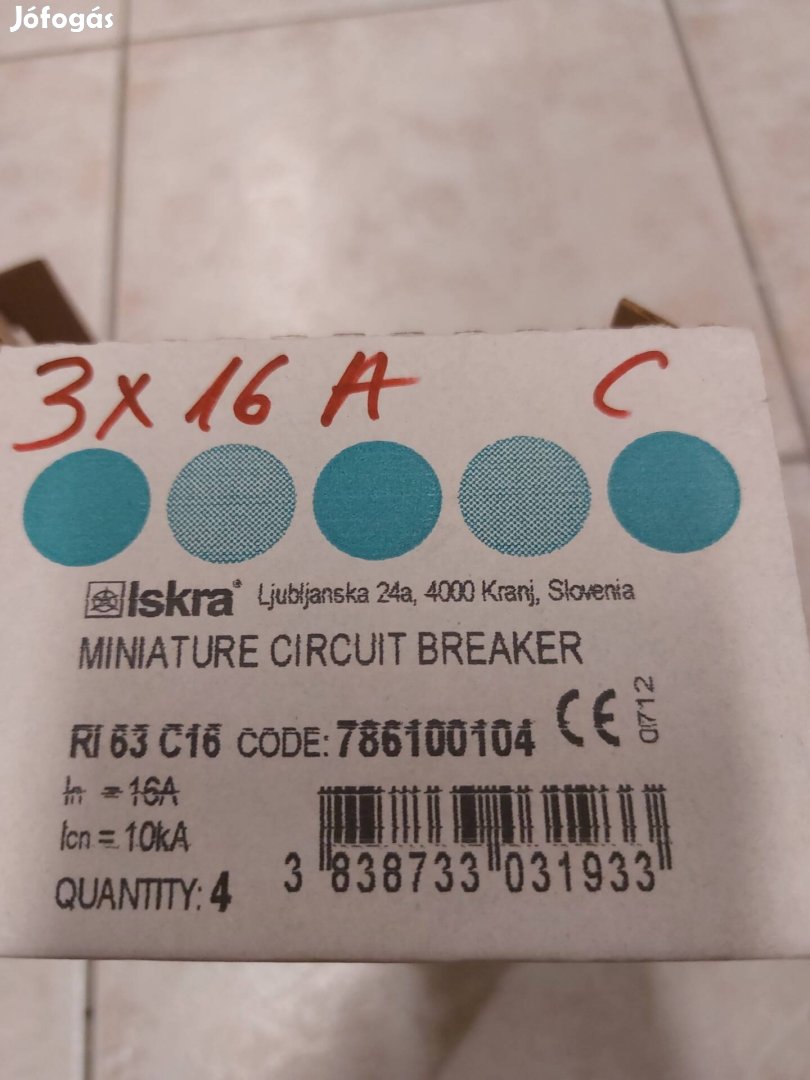 Jófogás
3 x 16 A C
Iskra® Ljubljanska 24a, 4000 Kranj, Slovenia
MINIATURE CIRCUIT BREAKER
RI 63 C16 CODE: 786100104 CE 0712
In = 16A
Icn = 10kA
QUANTITY: 4
3 838733 031933